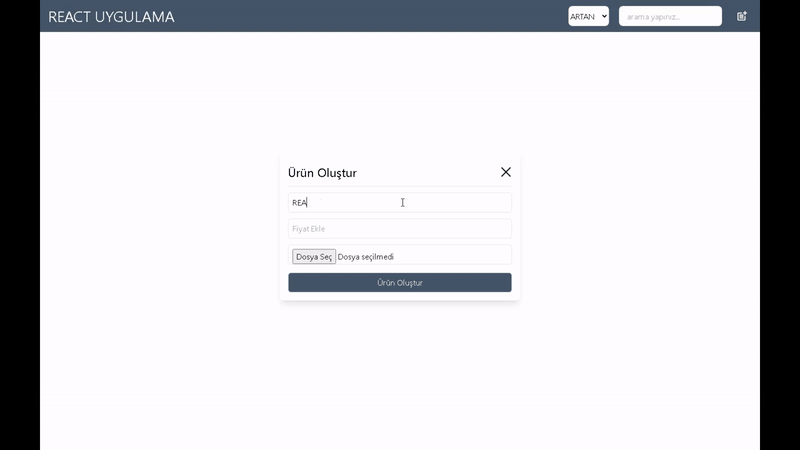 REACT UYGULAMA
ARTAN
arama yapınız..
Ürün Oluştur
REA
Fiyat Ekle
Dosya Seç Dosya seçilmedi
Ürün Oluştur